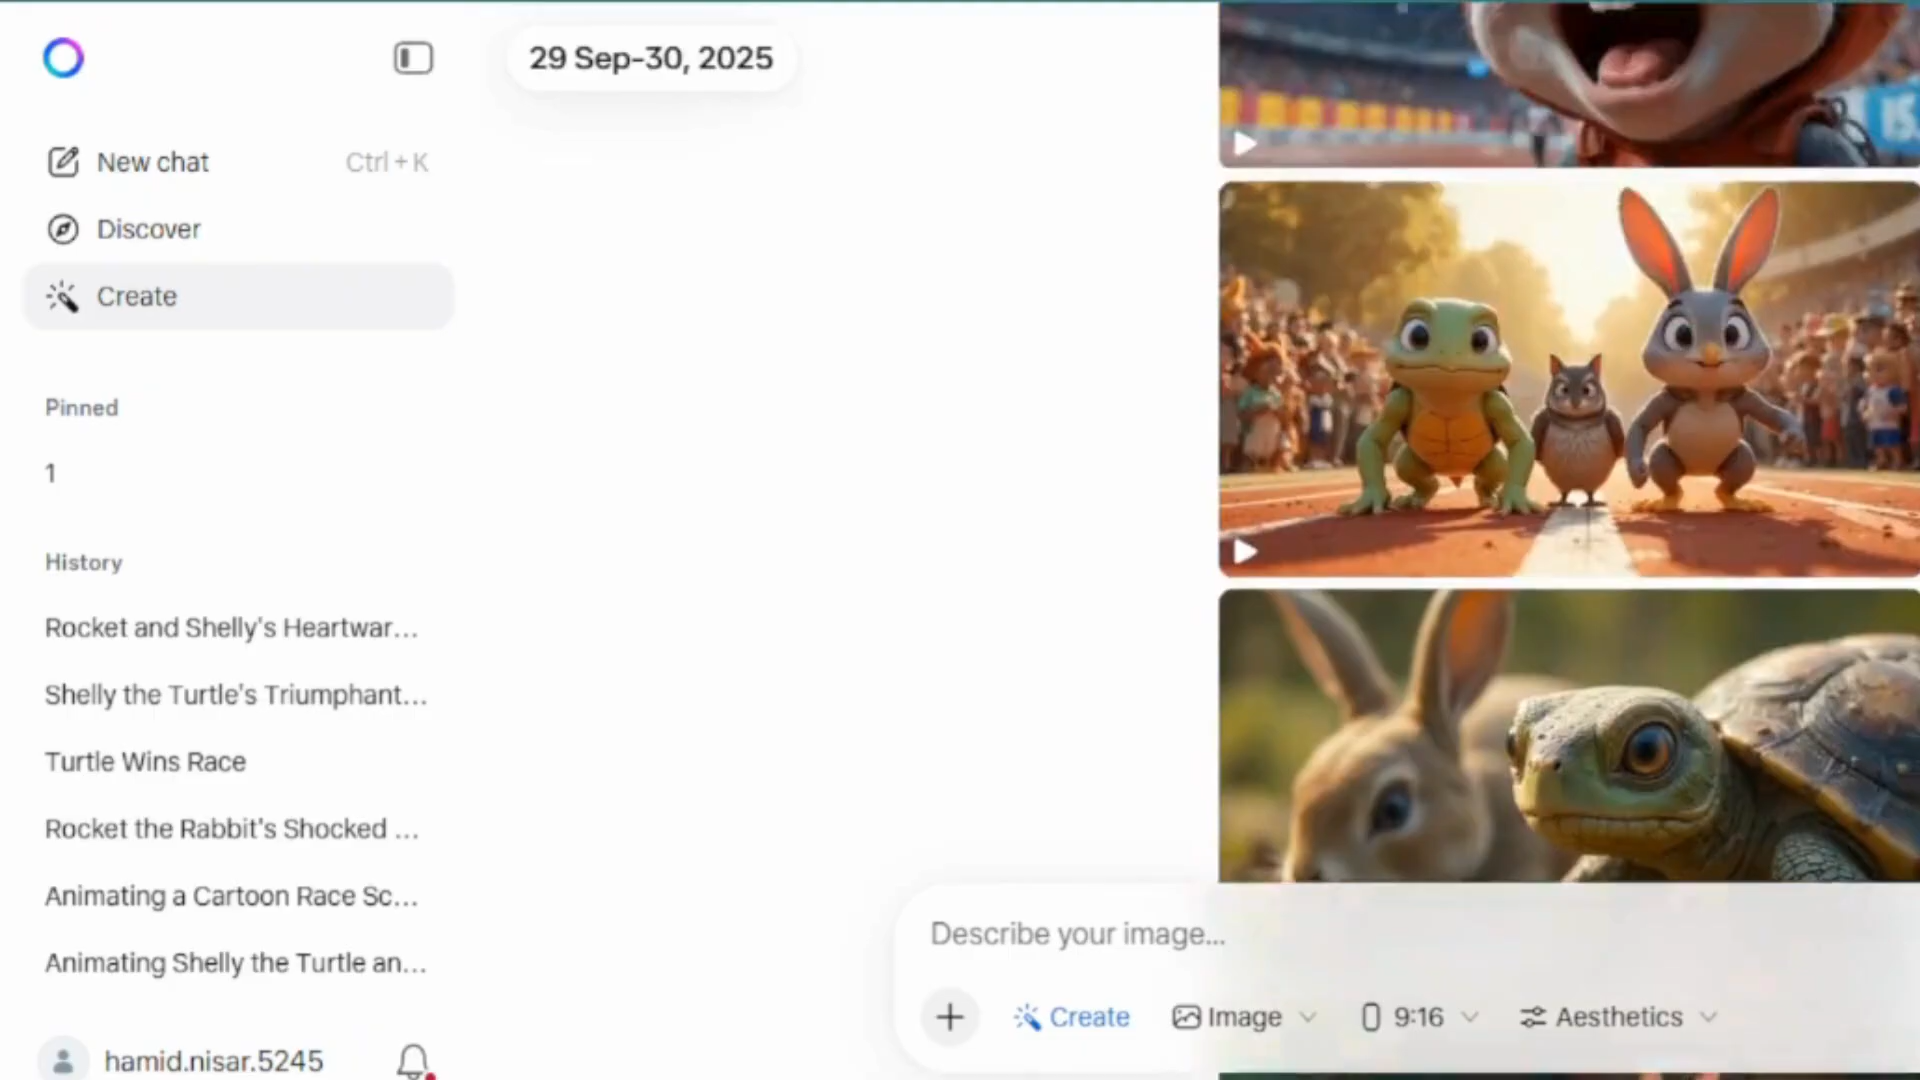 29 Sep-30, 2025
New chat
Ctrl + K
Discover
Create
Pinned
1
History
Rocket and Shelly's Heartwar...
Shelly the Turtle's Triumphant...
Turtle Wins Race
Rocket the Rabbit's Shocked ...
Animating a Cartoon Race Sc...
Animating Shelly the Turtle an...
hamid.nisar.5245
IS
Describe your image...
Create
Image
9:16
Aesthetics